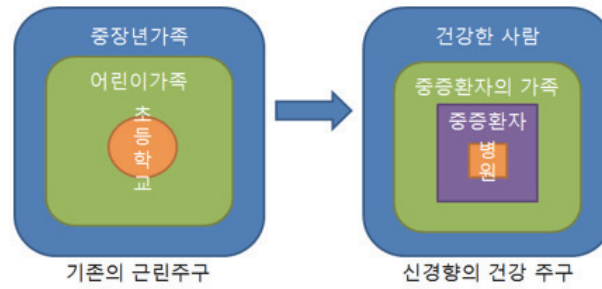 중장년가족
어린이가족
초
등
학
교
기존의 근린주구
건강한 사람
중증환자의 가족
중증환자
병
원
신경향의 건강 주구